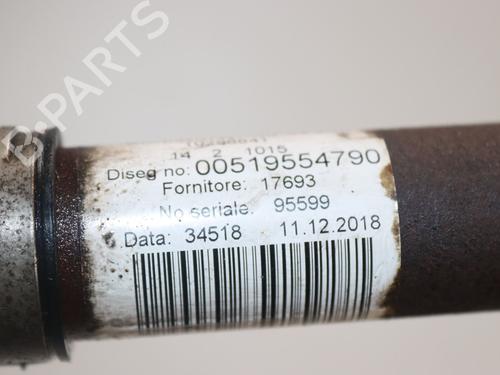 B-PARTS
14 2 1015
Diseg no: 00519554790
Fornitore: 17693
No seriale. 95599
Data: 34518 11.12.2018